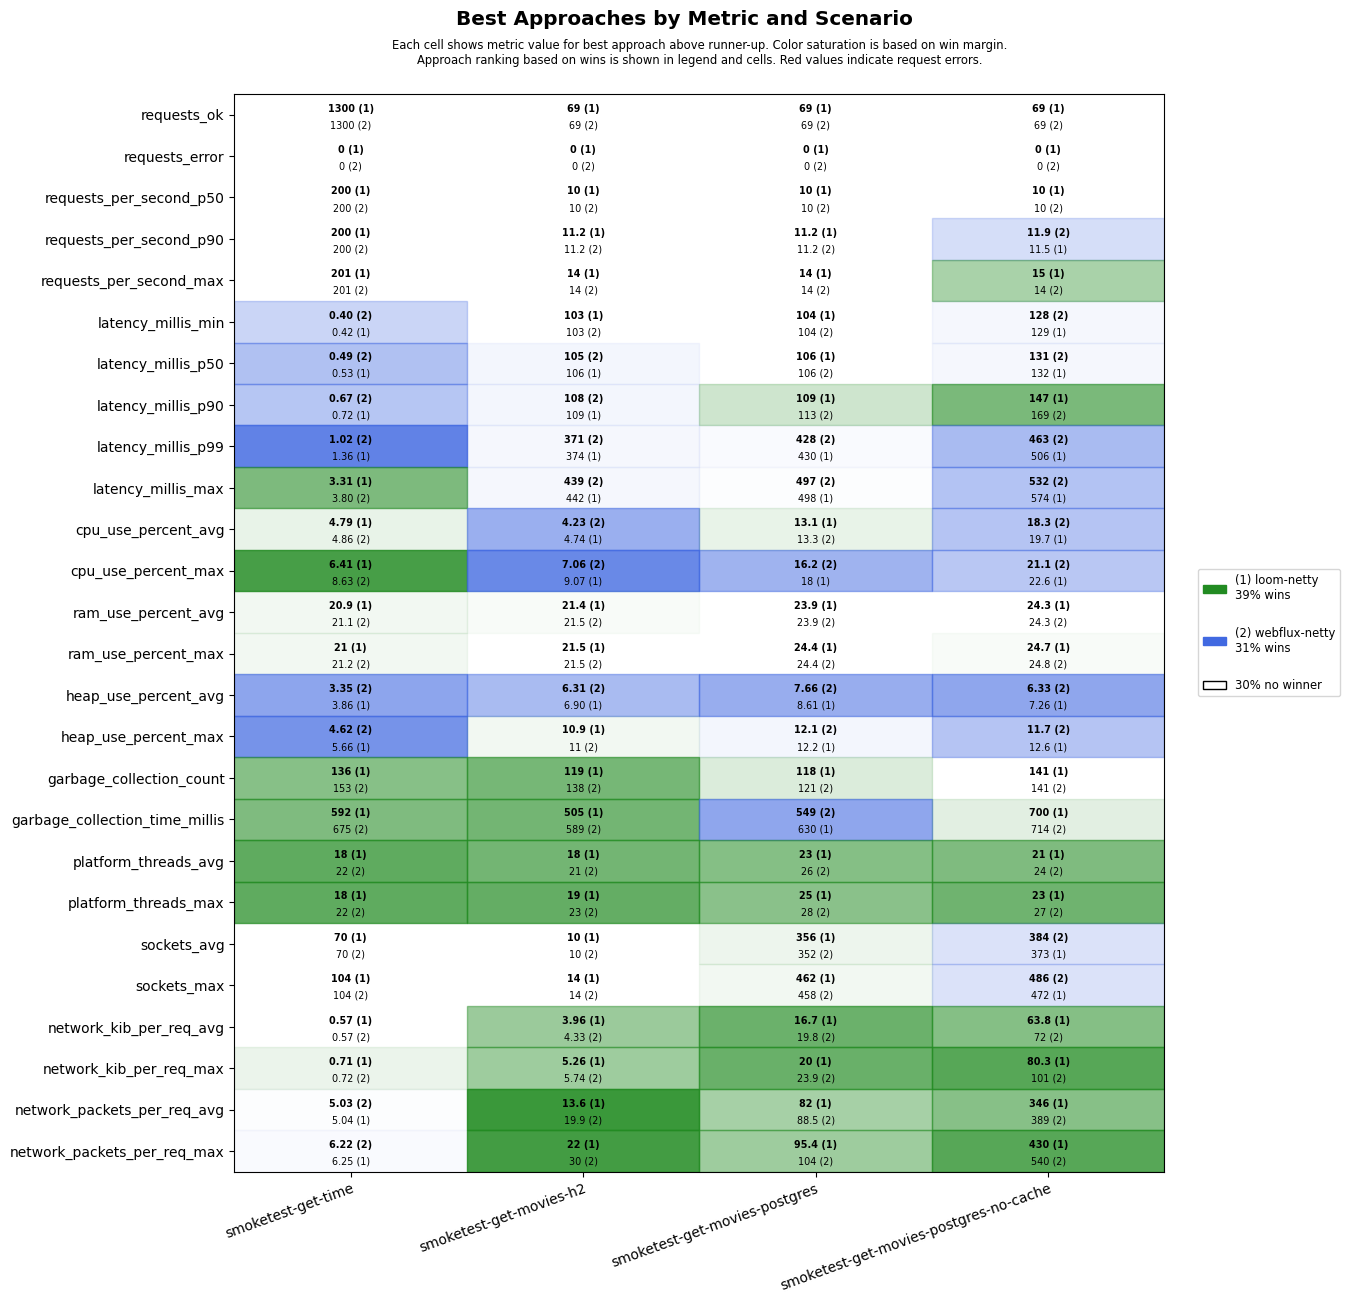 Best Approaches by Metric and Scenario
Each cell shows metric value for best approach above runner-up. Color saturation is based on win margin.
Approach ranking based on wins is shown in legend and cells. Red values indicate request errors.
requests_ok
1300 (1) 69 (1) 69 (1) 69 (1)
1300 (2) 69 (2) 69 (2) 69 (2)
requests_error
0 (1) 0 (1) 0 (1) 0 (1)
0 (2) 0 (2) 0 (2) 0 (2)
requests_per_second_p50
200 (1) 10 (1) 10 (1) 10 (1)
200 (2) 10 (2) 10 (2) 10 (2)
requests_per_second_p90
200 (1) 11.2 (1) 11.2 (1) 11.9 (2)
200 (2) 11.2 (2) 11.2 (2) 11.5 (1)
requests_per_second_max
201 (1) 14 (1) 14 (1) 15 (1)
201 (2) 14 (2) 14 (2) 14 (2)
latency_millis_min
0.40 (2) 103 (1) 104 (1) 128 (2)
0.42 (1) 103 (2) 104 (2) 129 (1)
latency_millis_p50
0.49 (2) 105 (2) 106 (1) 131 (2)
0.53 (1) 106 (1) 106 (2) 132 (1)
latency_millis_p90
0.67 (2) 108 (2) 109 (1) 147 (1)
0.72 (1) 109 (1) 113 (2) 169 (2)
latency_millis_p99
1.02 (2) 371 (2) 428 (2) 463 (2)
1.36 (1) 374 (1) 430 (1) 506 (1)
latency_millis_max
3.31 (1) 439 (2) 497 (2) 532 (2)
3.80 (2) 442 (1) 498 (1) 574 (1)
cpu_use_percent_avg
4.79 (1) 4.23 (2) 13.1 (1) 18.3 (2)
4.86 (2) 4.74 (1) 13.3 (2) 19.7 (1)
cpu_use_percent_max
6.41 (1) 7.06 (2) 16.2 (2) 21.1 (2)
8.63 (2) 9.07 (1) 18 (1) 22.6 (1)
ram_use_percent_avg
20.9 (1) 21.4 (1) 23.9 (1) 24.3 (1)
21.1 (2) 21.5 (2) 23.9 (2) 24.3 (2)
ram_use_percent_max
21 (1) 21.5 (1) 24.4 (1) 24.7 (1)
21.2 (2) 21.5 (2) 24.4 (2) 24.8 (2)
heap_use_percent_avg
3.35 (2) 6.31 (2) 7.66 (2) 6.33 (2)
3.86 (1) 6.90 (1) 8.61 (1) 7.26 (1)
heap_use_percent_max
4.62 (2) 10.9 (1) 12.1 (2) 11.7 (2)
5.66 (1) 11 (2) 12.2 (1) 12.6 (1)
garbage_collection_count
136 (1) 119 (1) 118 (1) 141 (1)
153 (2) 138 (2) 121 (2) 141 (2)
garbage_collection_time_millis
592 (1) 505 (1) 549 (2) 700 (1)
675 (2) 589 (2) 630 (1) 714 (2)
platform_threads_avg
18 (1) 18 (1) 23 (1) 21 (1)
22 (2) 21 (2) 26 (2) 24 (2)
platform_threads_max
18 (1) 19 (1) 25 (1) 23 (1)
22 (2) 23 (2) 28 (2) 27 (2)
sockets_avg
70 (1) 10 (1) 356 (1) 384 (2)
70 (2) 10 (2) 352 (2) 373 (1)
sockets_max
104 (1) 14 (1) 462 (1) 486 (2)
104 (2) 14 (2) 458 (2) 472 (1)
network_kib_per_req_avg
0.57 (1) 3.96 (1) 16.7 (1) 63.8 (1)
0.57 (2) 4.33 (2) 19.8 (2) 72 (2)
network_kib_per_req_max
0.71 (1) 5.26 (1) 20 (1) 80.3 (1)
0.72 (2) 5.74 (2) 23.9 (2) 101 (2)
network_packets_per_req_avg
5.03 (2) 13.6 (1) 82 (1) 346 (1)
5.04 (1) 19.9 (2) 88.5 (2) 389 (2)
network_packets_per_req_max
6.22 (2) 22 (1) 95.4 (1) 430 (1)
6.25 (1) 30 (2) 104 (2) 540 (2)
smoketest-get-time
smoketest-get-movies-h2
smoketest-get-movies-postgres
smoketest-get-movies-postgres-no-cache
(1) loom-netty
39% wins
(2) webflux-netty
31% wins
30% no winner